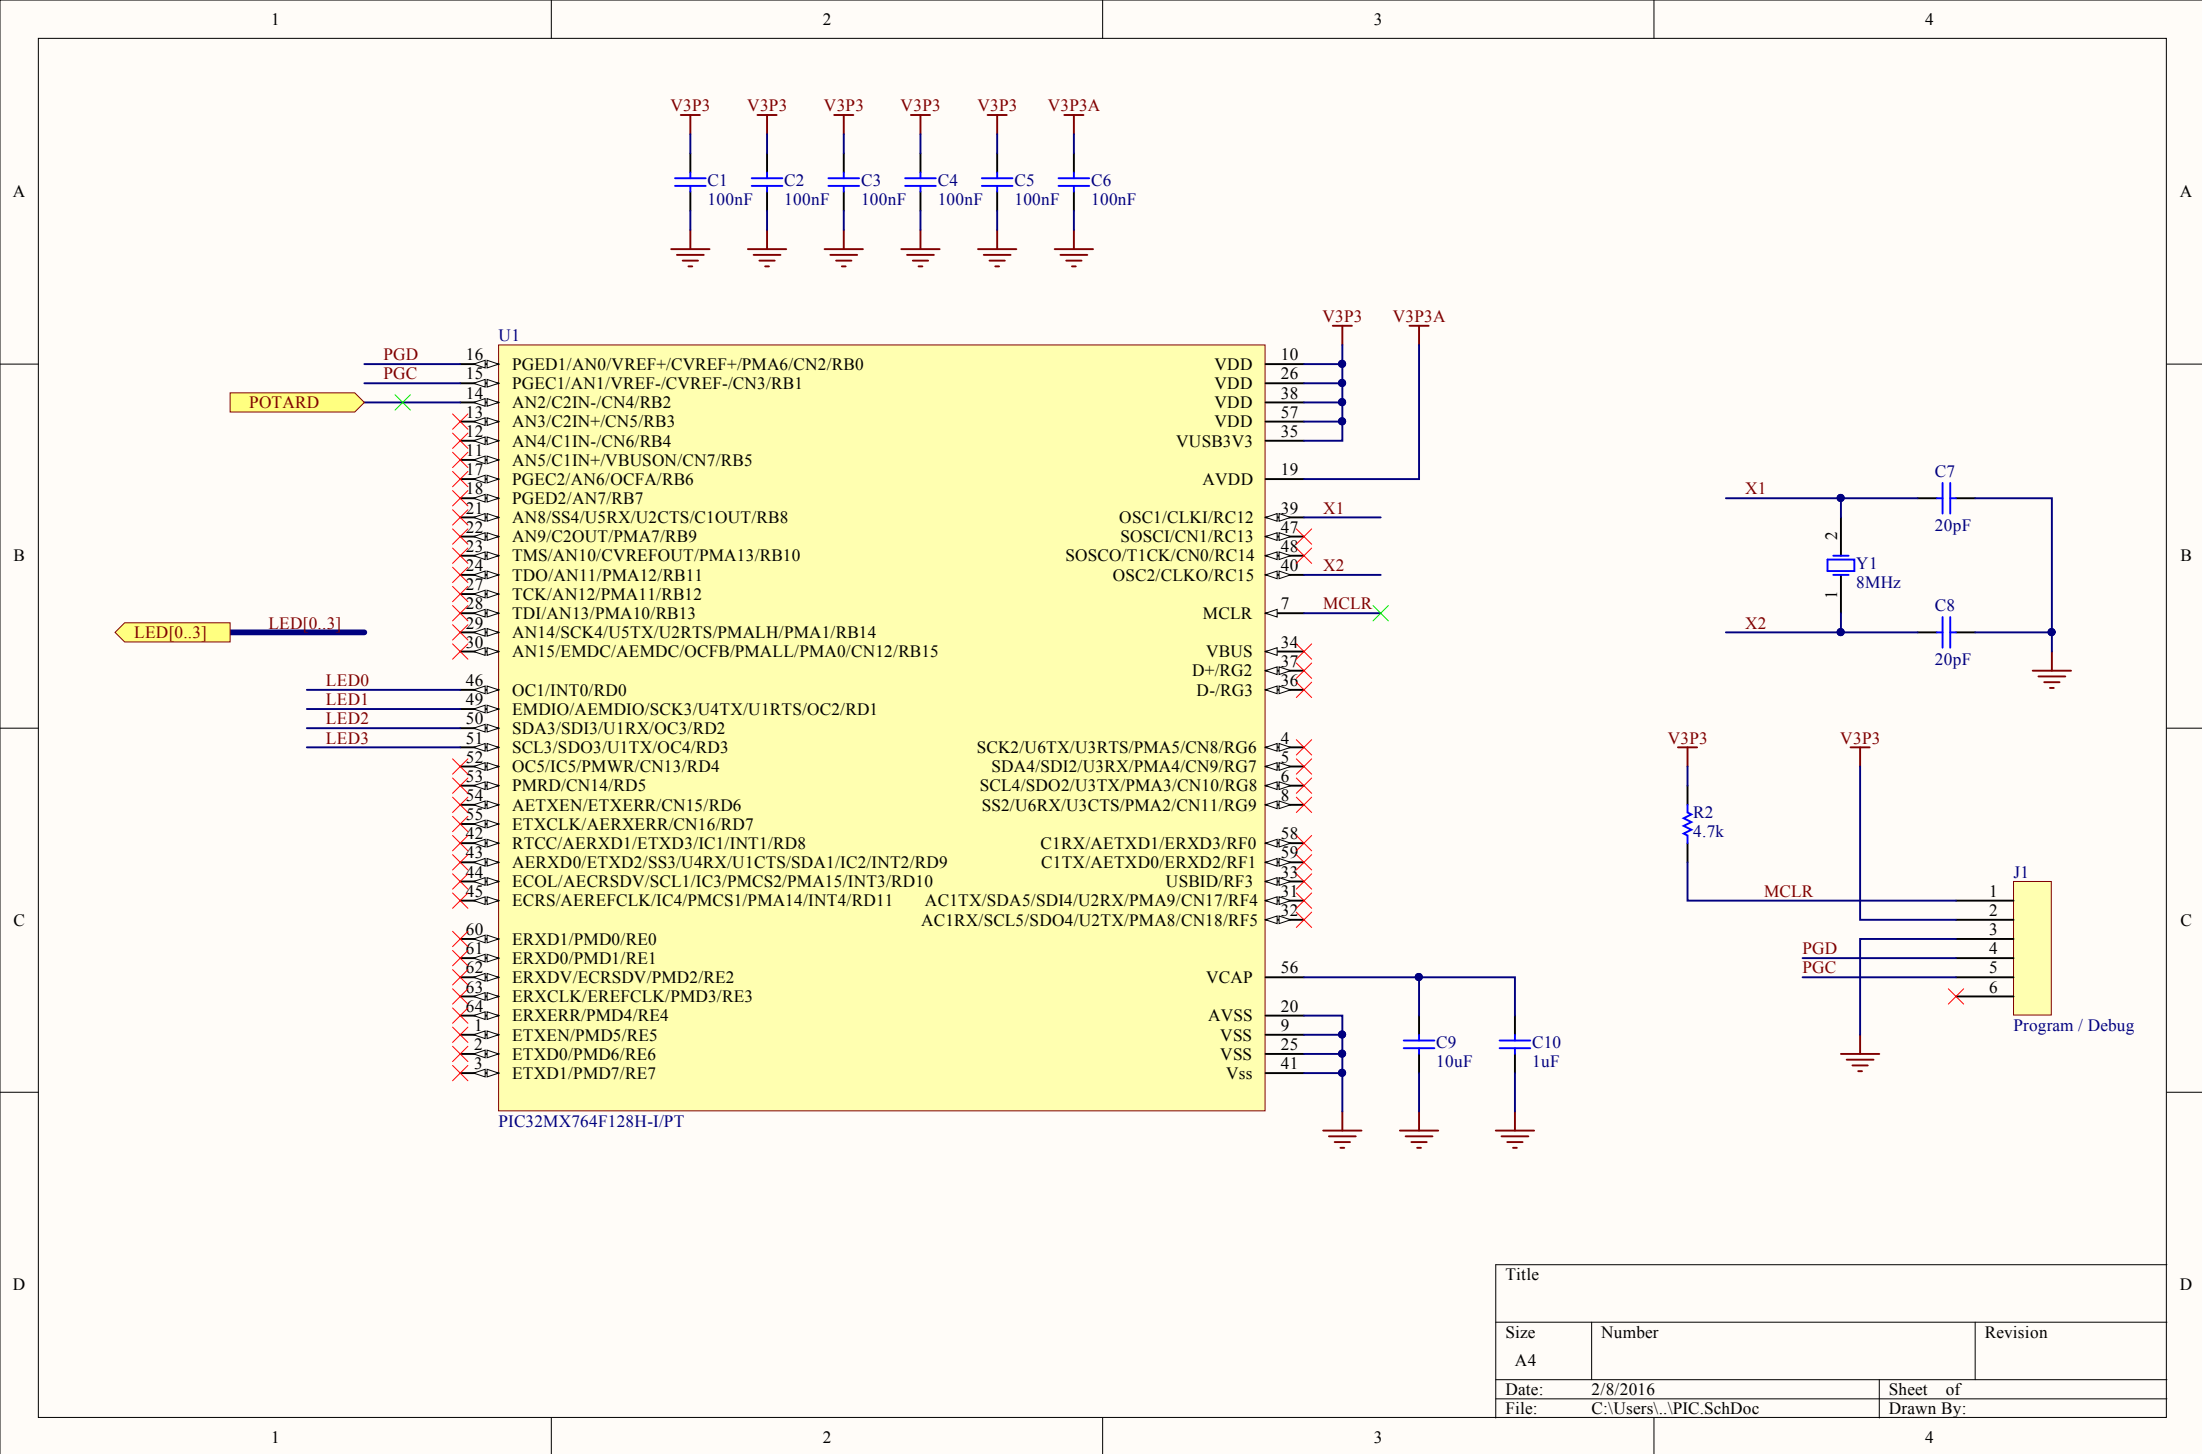 1 2 3 4
A A
B B
C C
D D
1 2 3 4
V3P3 V3P3 V3P3 V3P3 V3P3 V3P3A
C1 C2 C3 C4 C5 C6
100nF 100nF 100nF 100nF 100nF 100nF
U1
PGD 16 PGED1/AN0/VREF+/CVREF+/PMA6/CN2/RB0
PGC 15 PGEC1/AN1/VREF-/CVREF-/CN3/RB1
POTARD 14 AN2/C2IN-/CN4/RB2
13 AN3/C2IN+/CN5/RB3
12 AN4/C1IN-/CN6/RB4
11 AN5/C1IN+/VBUSON/CN7/RB5
17 PGEC2/AN6/OCFA/RB6
18 PGED2/AN7/RB7
21 AN8/SS4/U5RX/U2CTS/C1OUT/RB8
22 AN9/C2OUT/PMA7/RB9
23 TMS/AN10/CVREFOUT/PMA13/RB10
24 TDO/AN11/PMA12/RB11
27 TCK/AN12/PMA11/RB12
28 TDI/AN13/PMA10/RB13
LED[0..3] LED[0..3] 29 AN14/SCK4/U5TX/U2RTS/PMALH/PMA1/RB14
30 AN15/EMDC/AEMDC/OCFB/PMALL/PMA0/CN12/RB15
LED0 46 OC1/INT0/RD0
LED1 49 EMDIO/AEMDIO/SCK3/U4TX/U1RTS/OC2/RD1
LED2 50 SDA3/SDI3/U1RX/OC3/RD2
LED3 51 SCL3/SDO3/U1TX/OC4/RD3
52 OC5/IC5/PMWR/CN13/RD4
53 PMRD/CN14/RD5
54 AETXEN/ETXERR/CN15/RD6
55 ETXCLK/AERXERR/CN16/RD7
42 RTCC/AERXD1/ETXD3/IC1/INT1/RD8
43 AERXD0/ETXD2/SS3/U4RX/U1CTS/SDA1/IC2/INT2/RD9
44 ECOL/AECRSDV/SCL1/IC3/PMCS2/PMA15/INT3/RD10
45 ECRS/AEREFCLK/IC4/PMCS1/PMA14/INT4/RD11
60 ERXD1/PMD0/RE0
61 ERXD0/PMD1/RE1
62 ERXDV/ECRSDV/PMD2/RE2
63 ERXCLK/EREFCLK/PMD3/RE3
64 ERXERR/PMD4/RE4
1 ETXEN/PMD5/RE5
2 ETXD0/PMD6/RE6
3 ETXD1/PMD7/RE7
PIC32MX764F128H-I/PT
V3P3 V3P3A
VDD 10
VDD 26
VDD 38
VDD 57
VUSB3V3 35
AVDD 19
OSC1/CLKI/RC12 39 X1
SOSCI/CN1/RC13 47
SOSCO/T1CK/CN0/RC14 48
OSC2/CLKO/RC15 40 X2
MCLR 7 MCLR
VBUS 34
D+/RG2 37
D-/RG3 36
SCK2/U6TX/U3RTS/PMA5/CN8/RG6 4
SDA4/SDI2/U3RX/PMA4/CN9/RG7 5
SCL4/SDO2/U3TX/PMA3/CN10/RG8 6
SS2/U6RX/U3CTS/PMA2/CN11/RG9 8
C1RX/AETXD1/ERXD3/RF0 58
C1TX/AETXD0/ERXD2/RF1 59
USBID/RF3 33
AC1TX/SDA5/SDI4/U2RX/PMA9/CN17/RF4 31
AC1RX/SCL5/SDO4/U2TX/PMA8/CN18/RF5 32
VCAP 56
AVSS 20
VSS 9
VSS 25
Vss 41
C9 C10
10uF 1uF
X1 C7
20pF
2 Y1
8MHz
1
X2 C8
20pF
V3P3 V3P3
R2
4.7k
J1
MCLR 1
2
3
PGD 4
PGC 5
6
Program / Debug
Title
Size Number Revision
A4
Date: 2/8/2016 Sheet of
File: C:\Users\..\PIC.SchDoc Drawn By: